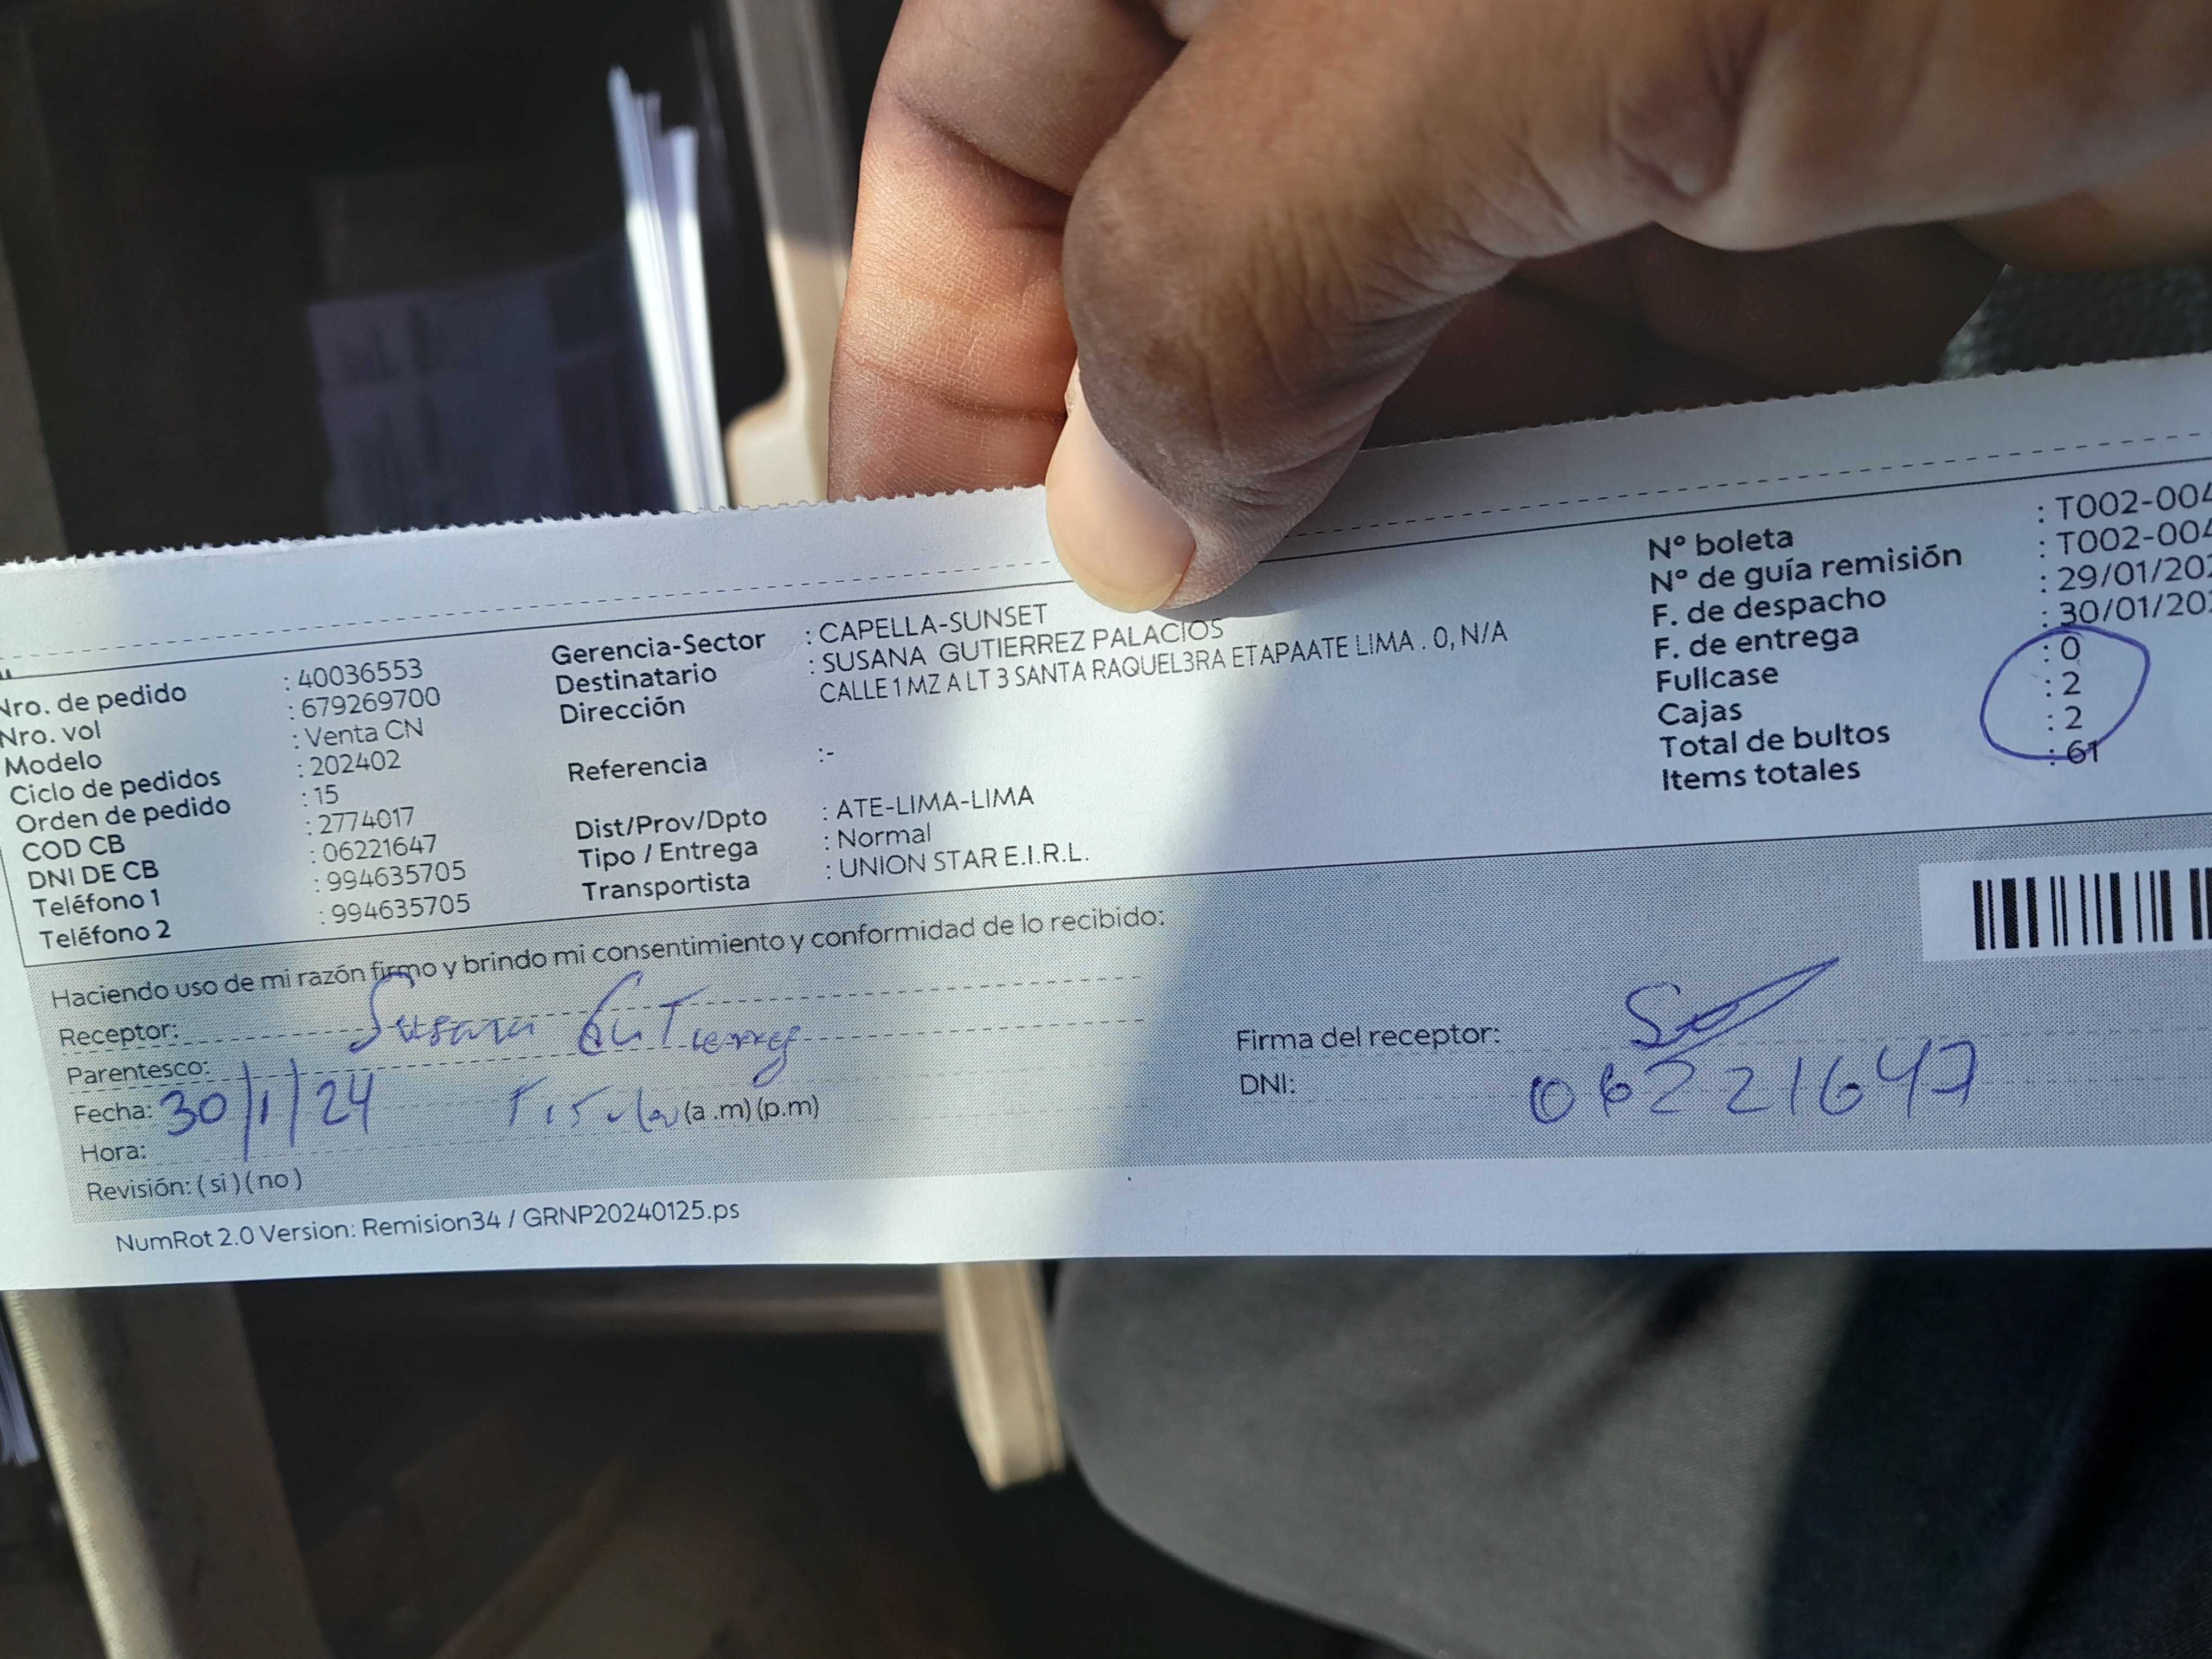 Nro. de pedido : 40036553
Nro. vol : 679269700
Modelo : Venta CN
Ciclo de pedidos : 202402
Orden de pedido : 15
COD CB : 2774017
DNI DE CB : 06221647
Teléfono 1 : 994635705
Teléfono 2 : 994635705
Gerencia-Sector : CAPELLA-SUNSET
Destinatario : SUSANA GUTIERREZ PALACIOS
Dirección CALLE 1 MZ A LT 3 SANTA RAQUEL3RA ETAPAATE LIMA . 0, N/A
Referencia :-
Dist/Prov/Dpto : ATE-LIMA-LIMA
Tipo / Entrega : Normal
Transportista : UNION STAR E.I.R.L.
Nº boleta : T002-004
Nº de guía remisión : T002-004
F. de despacho : 29/01/202
F. de entrega : 30/01/202
Fullcase : 0
Cajas : 2
Total de bultos : 2
Items totales : 61
Haciendo uso de mi razón firmo y brindo mi consentimiento y conformidad de lo recibido:
Receptor: Susana Gutierrez
Parentesco:
Fecha: 30/1/24 Titular (a.m) (p.m)
Hora:
Revisión: ( si ) ( no )
Firma del receptor:
DNI: 06221647
NumRot 2.0 Version: Remision34 / GRNP20240125.ps